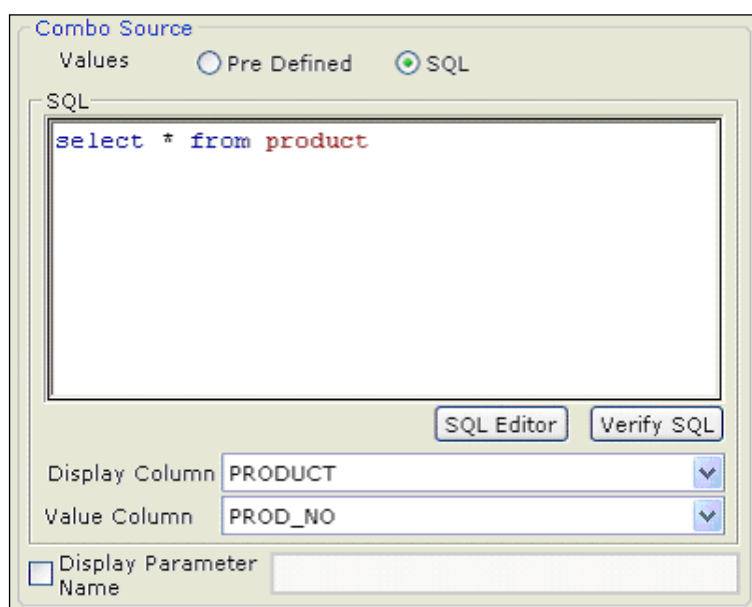 Combo Source
Values Pre Defined SQL
SQL
select * from product
SQL Editor Verify SQL
Display Column PRODUCT
Value Column PROD_NO
Display Parameter
Name